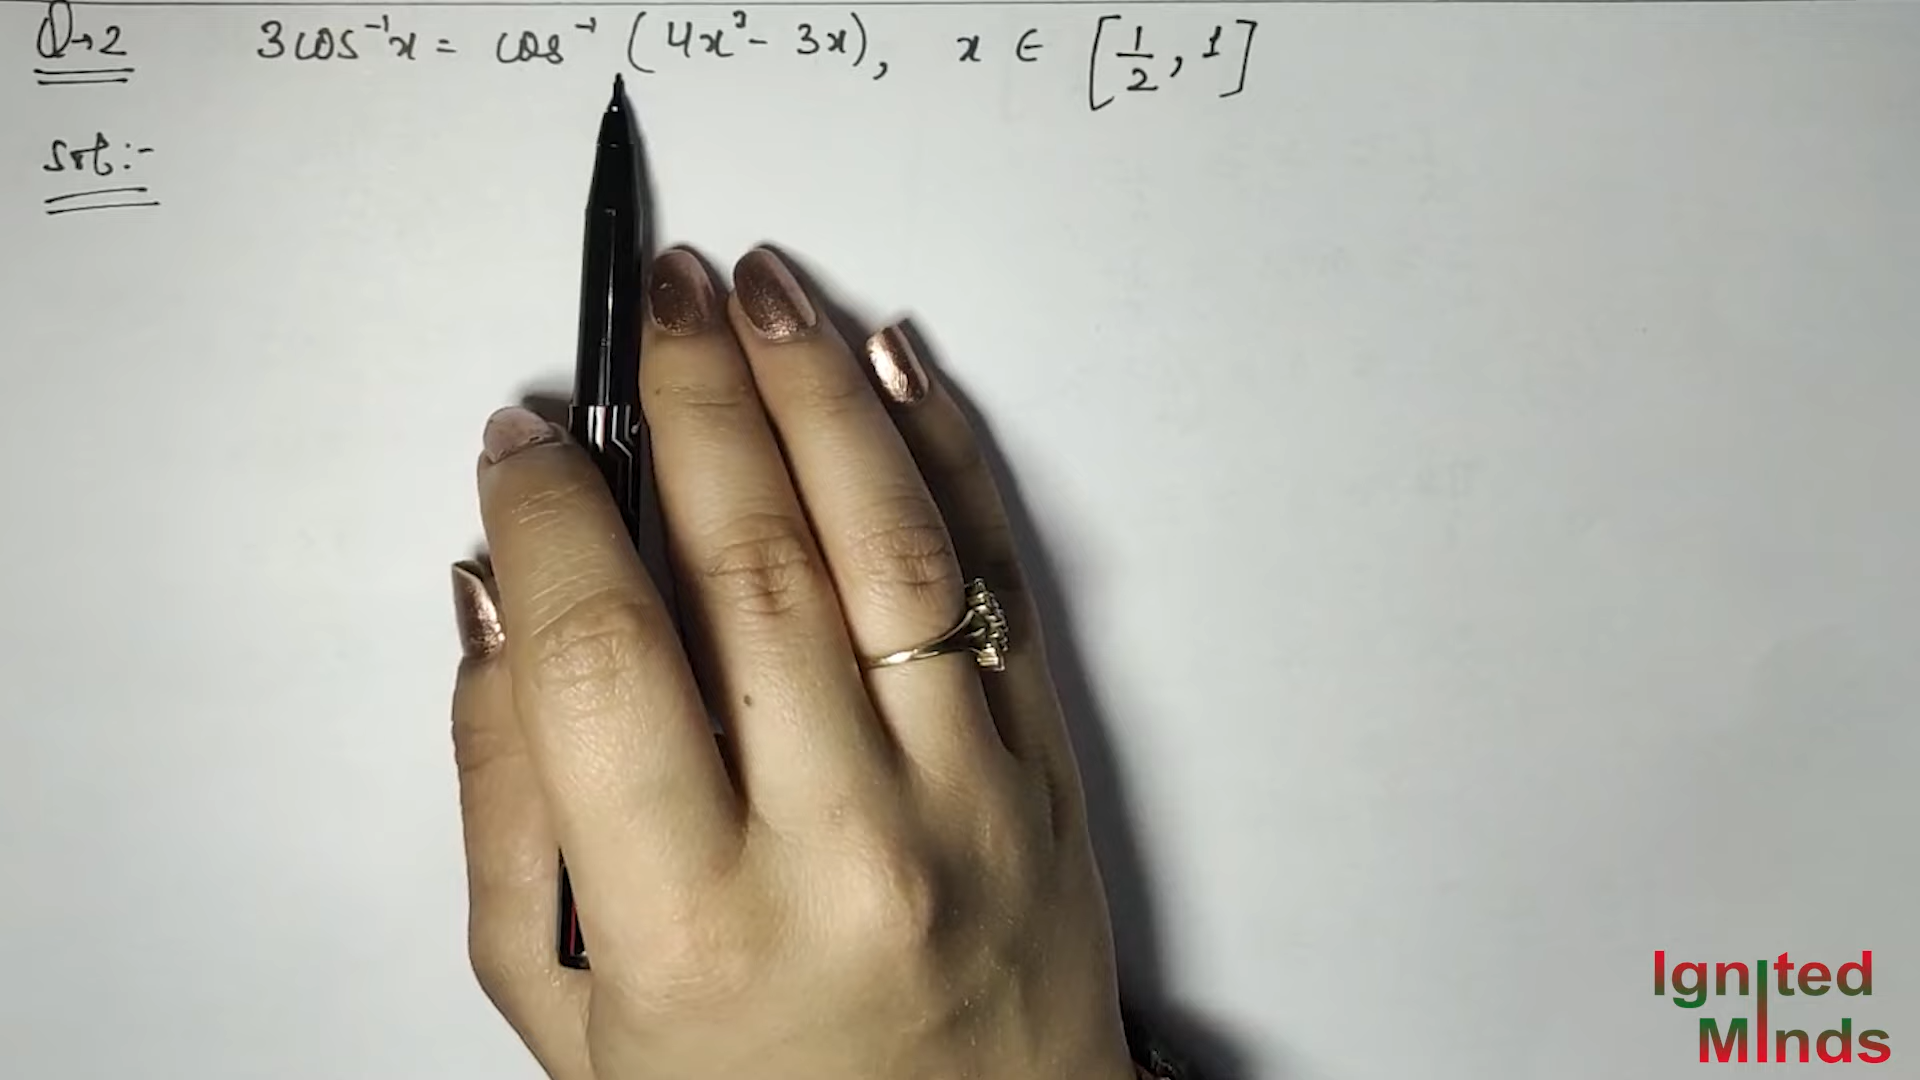 Q→2 3cos⁻¹x = cos⁻¹ (4x³- 3x), x ∈ [1/2, 1]
Sol:-
Ignited
Minds